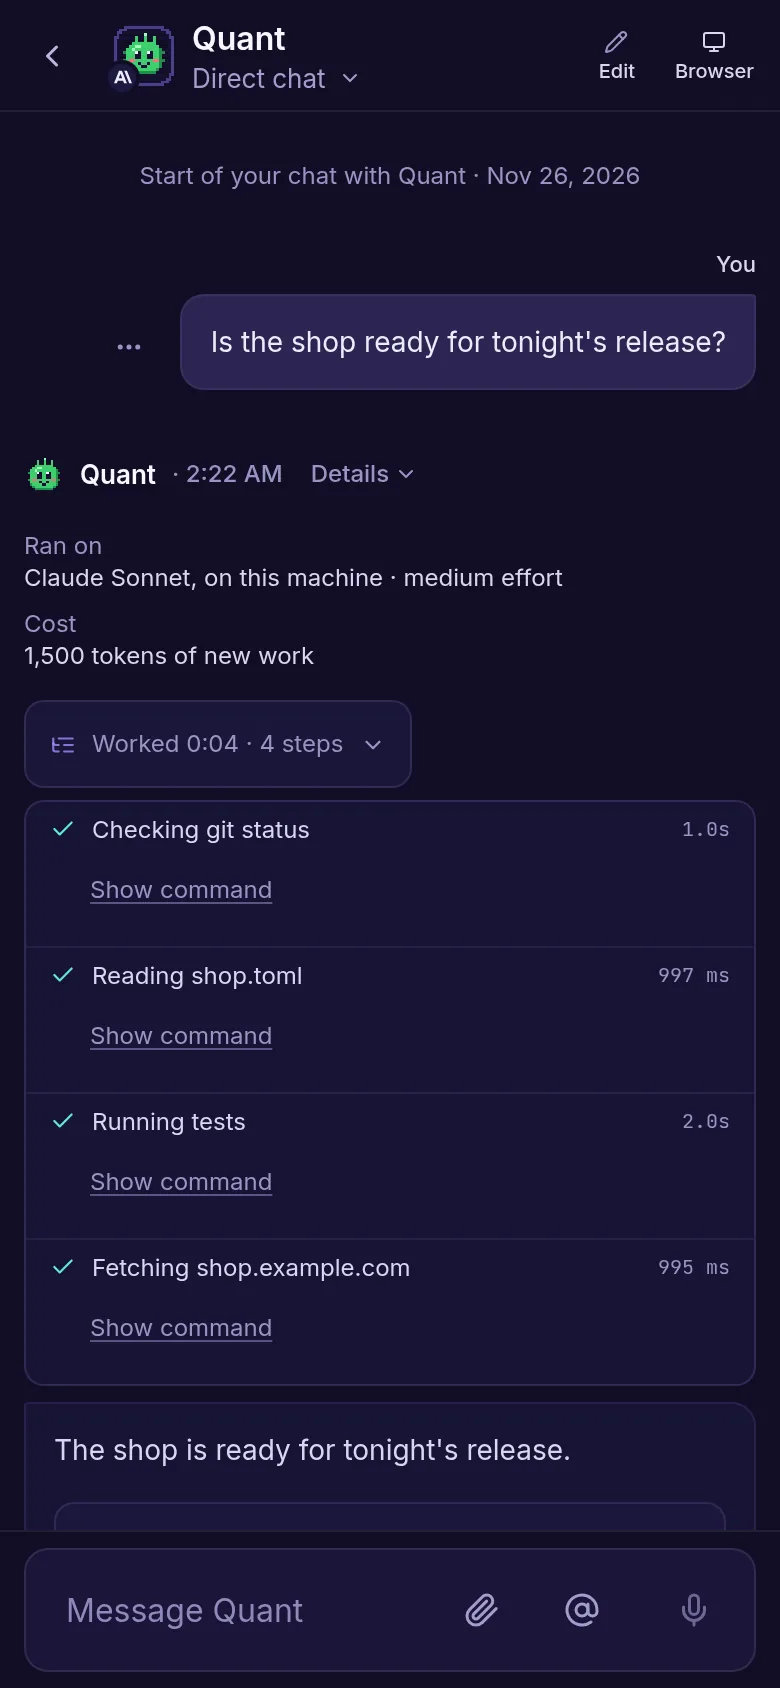 Quant
Direct chat
Edit
Browser
Start of your chat with Quant · Nov 26, 2026
You
Is the shop ready for tonight's release?
Quant · 2:22 AM Details
Ran on
Claude Sonnet, on this machine · medium effort
Cost
1,500 tokens of new work
Worked 0:04 · 4 steps
Checking git status 1.0s
Show command
Reading shop.toml 997 ms
Show command
Running tests 2.0s
Show command
Fetching shop.example.com 995 ms
Show command
The shop is ready for tonight's release.
Message Quant